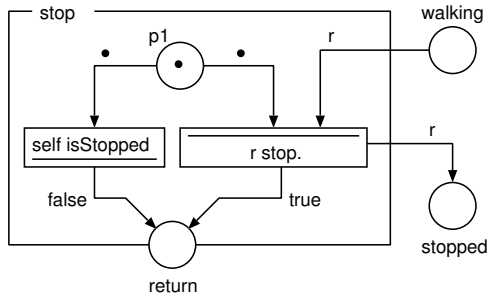 stop
walking
p1
r
self isStopped
r stop.
r
false
true
stopped
return